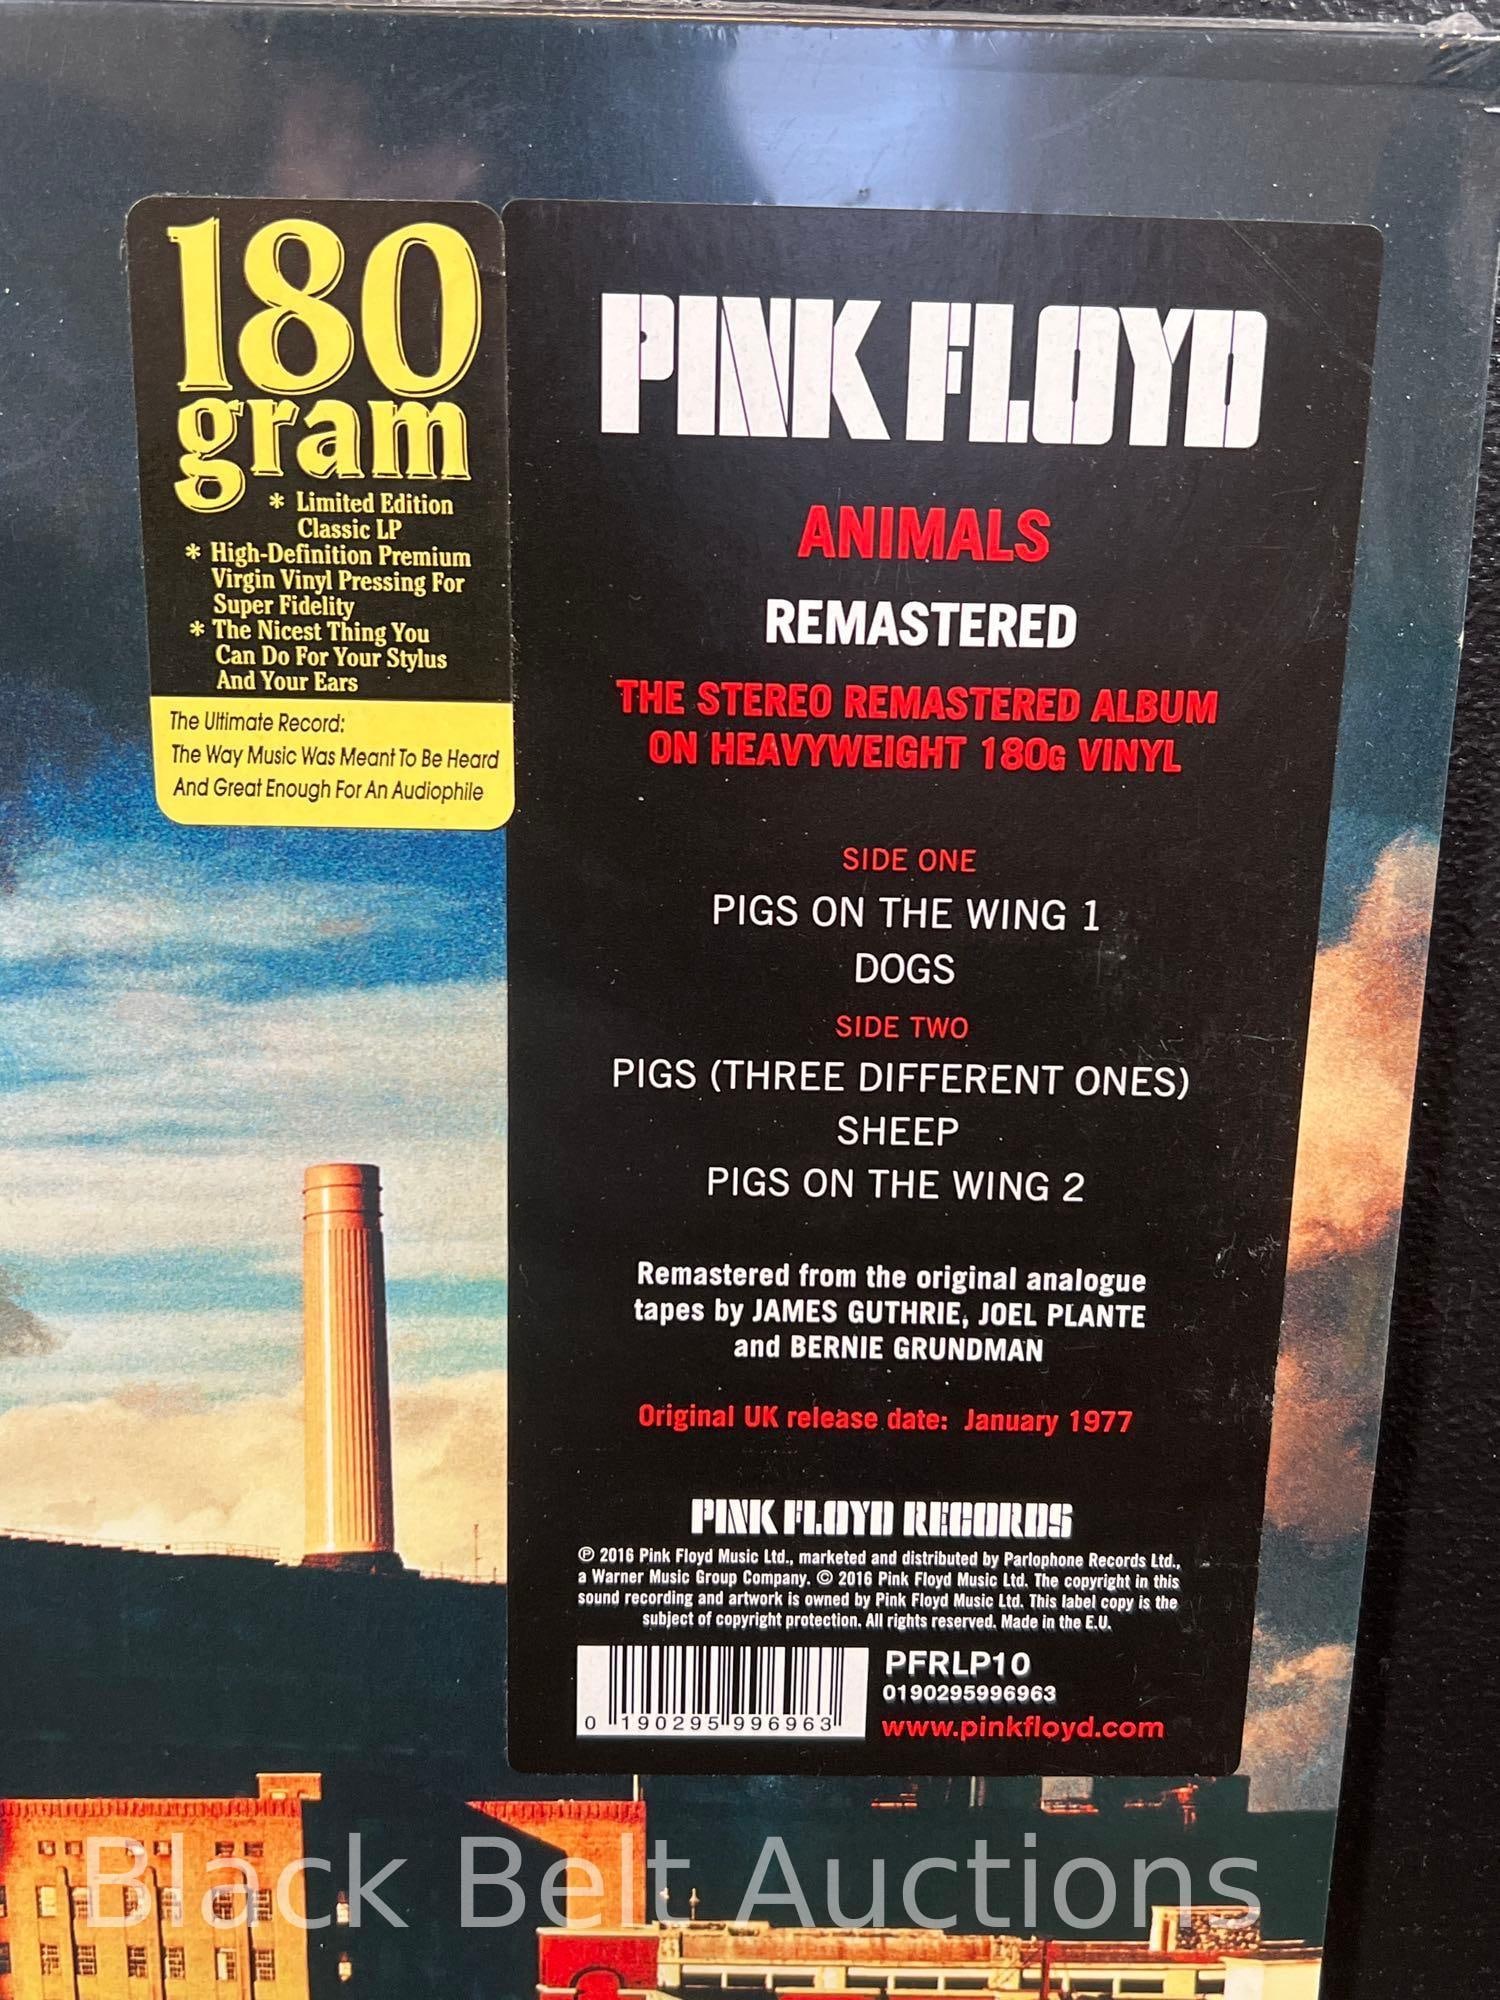 180
gram
* Limited Edition
Classic LP
* High-Definition Premium
Virgin Vinyl Pressing For
Super Fidelity
* The Nicest Thing You
Can Do For Your Stylus
And Your Ears
The Ultimate Record:
The Way Music Was Meant To Be Heard
And Great Enough For An Audiophile
PINK FLOYD
ANIMALS
REMASTERED
THE STEREO REMASTERED ALBUM
ON HEAVYWEIGHT 180G VINYL
SIDE ONE
PIGS ON THE WING 1
DOGS
SIDE TWO
PIGS (THREE DIFFERENT ONES)
SHEEP
PIGS ON THE WING 2
Remastered from the original analogue
tapes by JAMES GUTHRIE, JOEL PLANTE
and BERNIE GRUNDMAN
Original UK release date: January 1977
PINK FLOYD RECORDS
℗ 2016 Pink Floyd Music Ltd., marketed and distributed by Parlophone Records Ltd.,
a Warner Music Group Company. © 2016 Pink Floyd Music Ltd. The copyright in this
sound recording and artwork is owned by Pink Floyd Music Ltd. This label copy is the
subject of copyright protection. All rights reserved. Made in the E.U.
0 190295 996963
PFRLP10
0190295996963
www.pinkfloyd.com
Black Belt Auctions